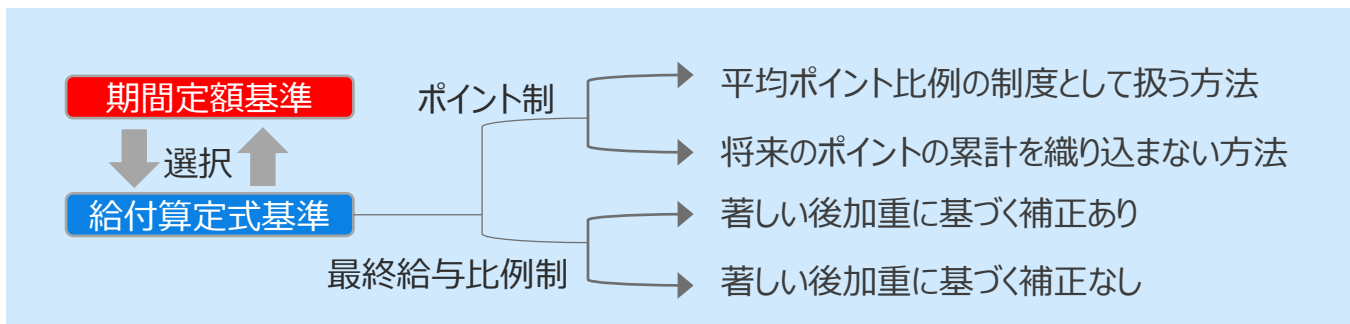 期間定額基準
選択
給付算定式基準
ポイント制
平均ポイント比例の制度として扱う方法
将来のポイントの累計を織り込まない方法
最終給与比例制
著しい後加重に基づく補正あり
著しい後加重に基づく補正なし